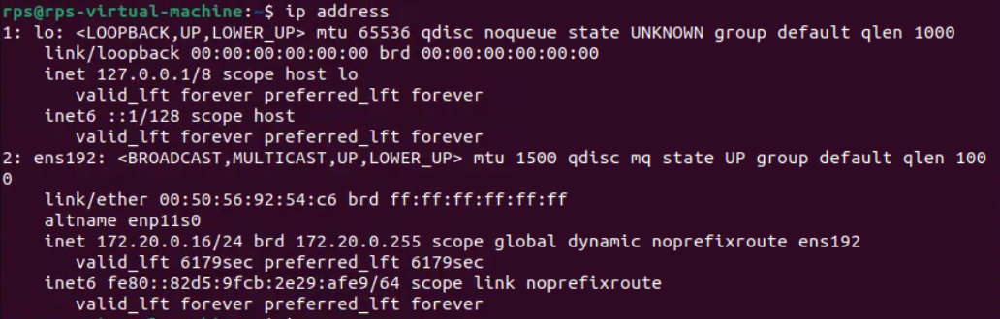 rps@rps-virtual-machine:~$ ip address
1: lo: <LOOPBACK,UP,LOWER_UP> mtu 65536 qdisc noqueue state UNKNOWN group default qlen 1000
    link/loopback 00:00:00:00:00:00 brd 00:00:00:00:00:00
    inet 127.0.0.1/8 scope host lo
       valid_lft forever preferred_lft forever
    inet6 ::1/128 scope host
       valid_lft forever preferred_lft forever
2: ens192: <BROADCAST,MULTICAST,UP,LOWER_UP> mtu 1500 qdisc mq state UP group default qlen 100
0
    link/ether 00:50:56:92:54:c6 brd ff:ff:ff:ff:ff:ff
    altname enp11s0
    inet 172.20.0.16/24 brd 172.20.0.255 scope global dynamic noprefixroute ens192
       valid_lft 6179sec preferred_lft 6179sec
    inet6 fe80::82d5:9fcb:2e29:afe9/64 scope link noprefixroute
       valid_lft forever preferred_lft forever